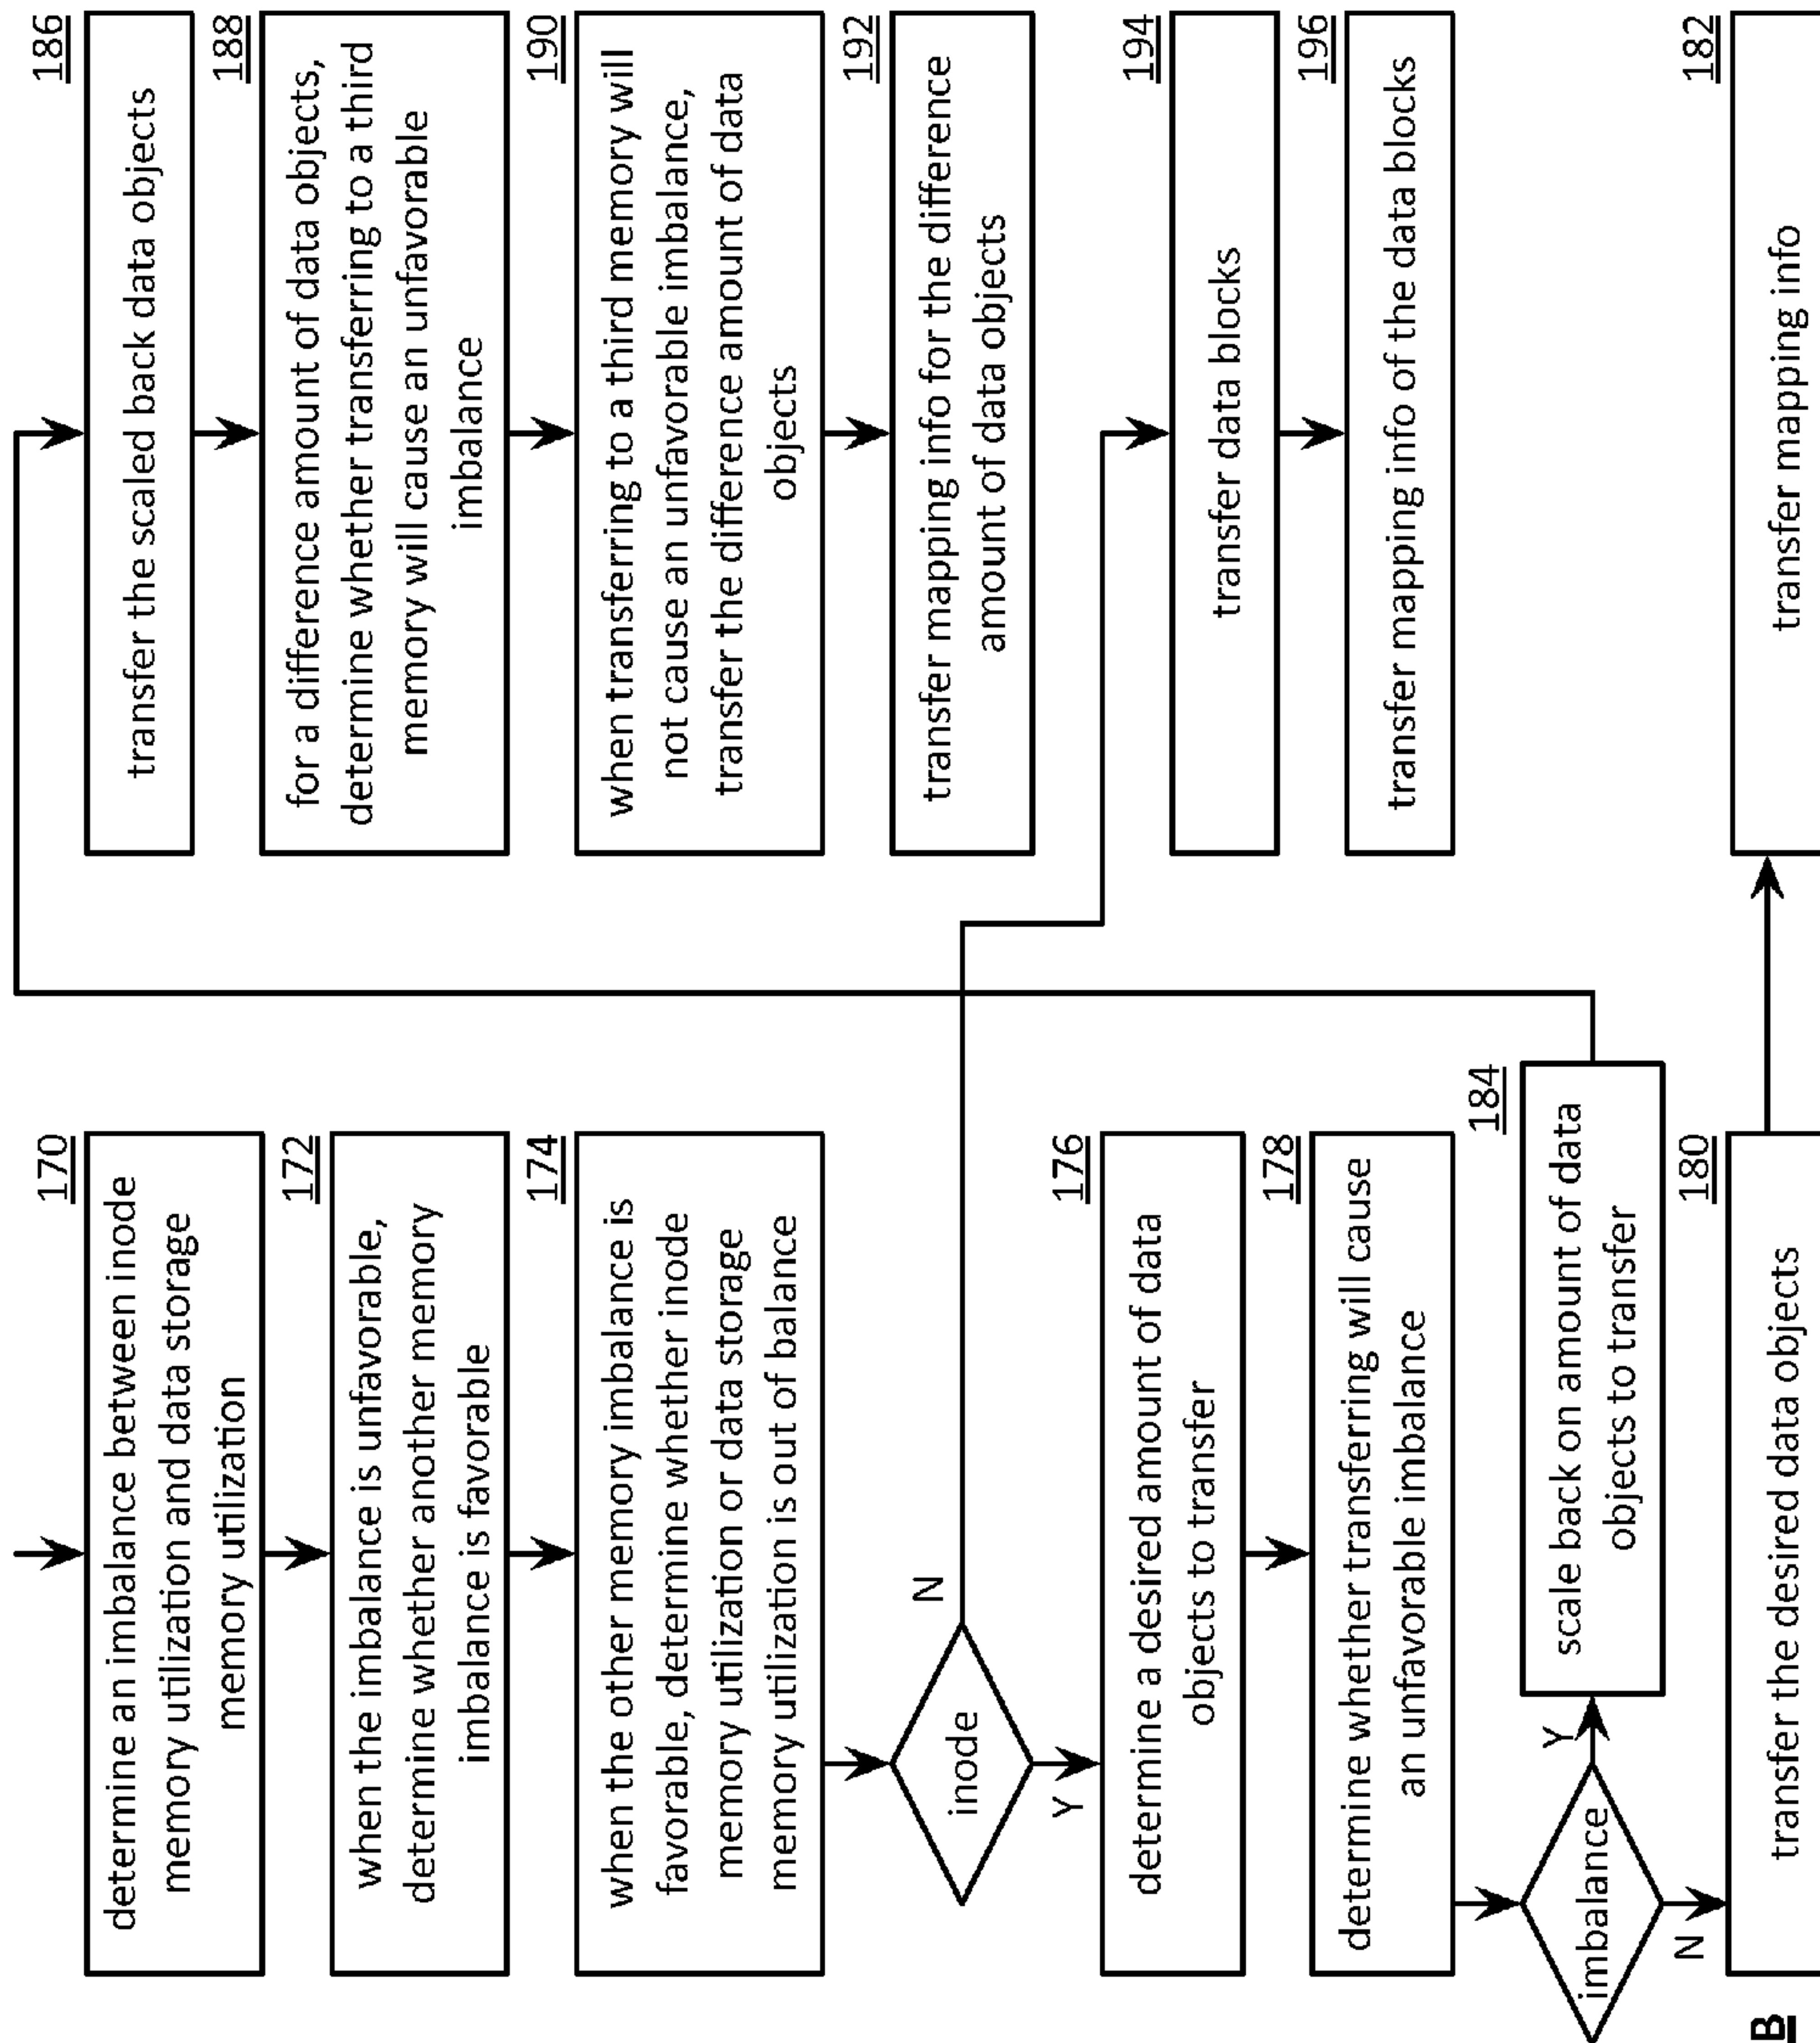 170
determine an imbalance between inode
memory utilization and data storage
memory utilization
172
when the imbalance is unfavorable,
determine whether another memory
imbalance is favorable
174
when the other memory imbalance is
favorable, determine whether inode
memory utilization or data storage
memory utilization is out of balance
inode
N
Y
176
determine a desired amount of data
objects to transfer
178
determine whether transferring will cause
an unfavorable imbalance
imbalance
Y
N
184
scale back on amount of data
objects to transfer
180
transfer the desired data objects
186
transfer the scaled back data objects
188
for a difference amount of data objects,
determine whether transferring to a third
memory will cause an unfavorable
imbalance
190
when transferring to a third memory will
not cause an unfavorable imbalance,
transfer the difference amount of data
objects
192
transfer mapping info for the difference
amount of data objects
194
transfer data blocks
196
transfer mapping info of the data blocks
182
transfer mapping info
B